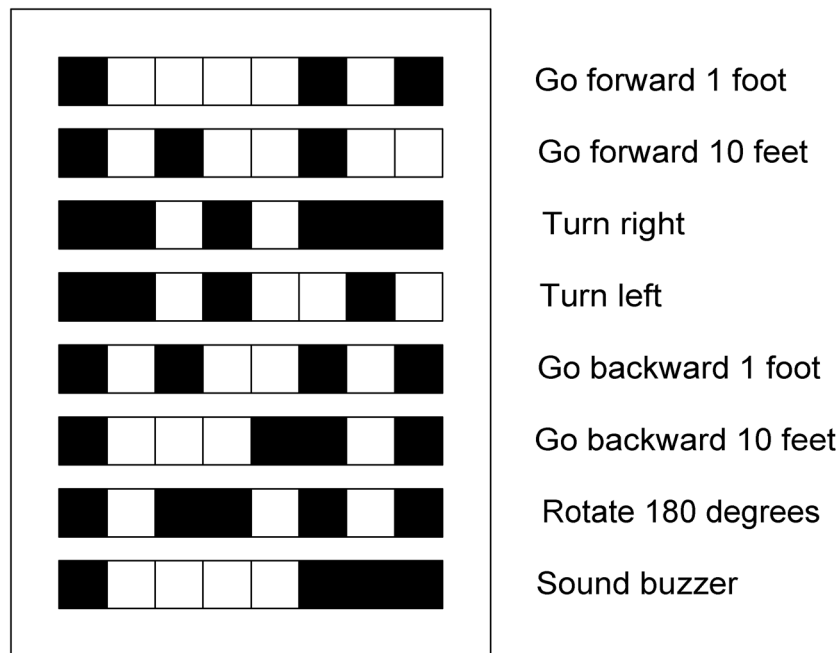 Go forward 1 foot
Go forward 10 feet
Turn right
Turn left
Go backward 1 foot
Go backward 10 feet
Rotate 180 degrees
Sound buzzer